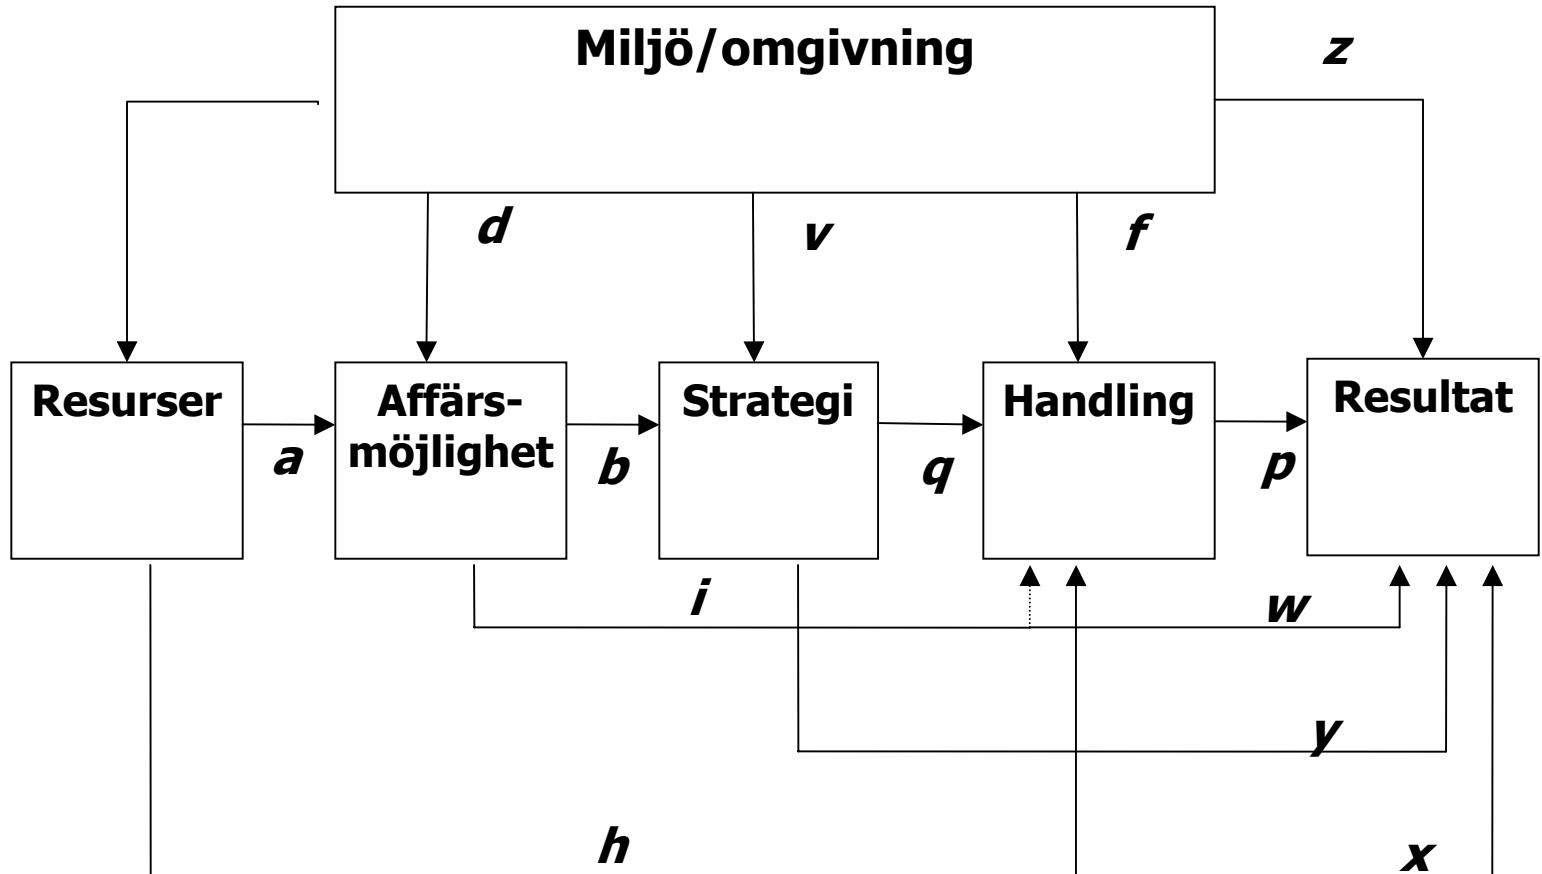 Miljö/omgivning
z
d
v
f
Resurser
Affärs-
möjlighet
Strategi
Handling
Resultat
a
b
q
p
i
w
y
h
x